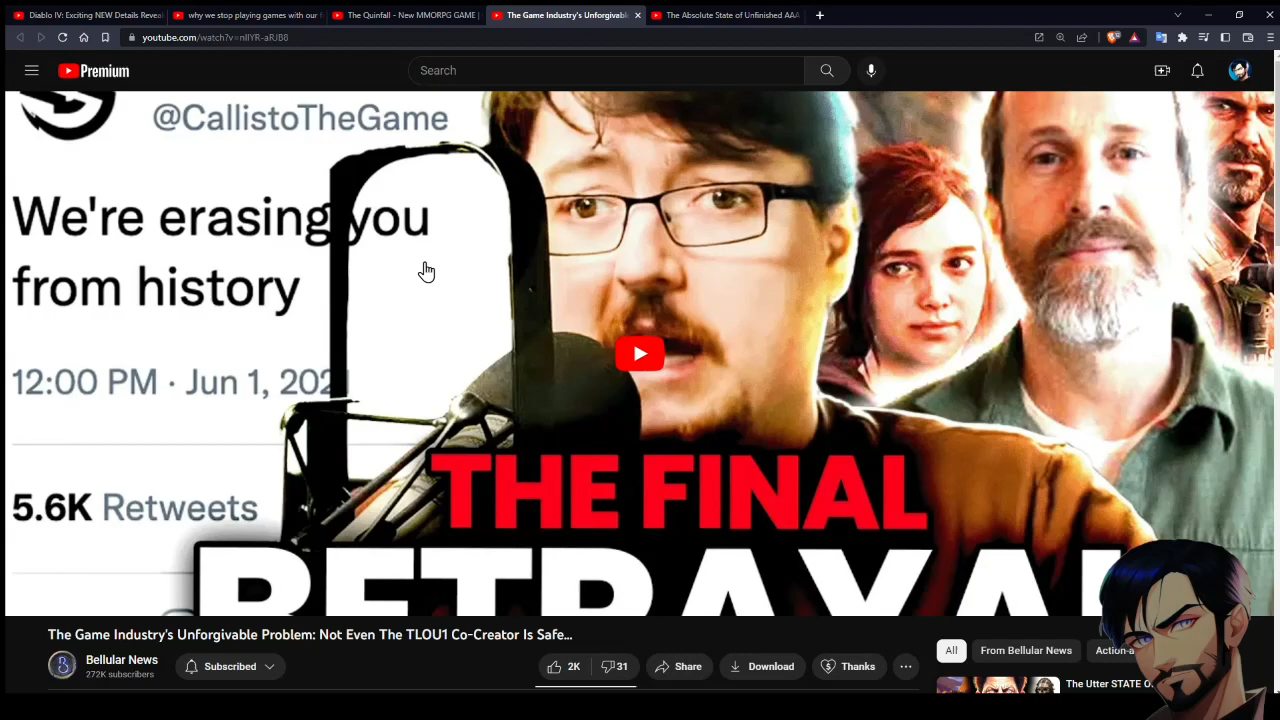 Diablo IV: Exciting NEW Details Reveal
why we stop playing games with our f
The Quinfall - New MMORPG GAME |
The Game Industry's Unforgivable
The Absolute State of Unfinished AAA
youtube.com/watch?v=
Premium
Search
@CallistoTheGame
We're erasing you
from history
12:00 PM · Jun 1, 202
5.6K Retweets
THE FINAL
BETRAYAL
The Game Industry's Unforgivable Problem: Not Even The TLOU1 Co-Creator Is Safe...
Bellular News
272K subscribers
Subscribed
2K
31
Share
Download
Thanks
All
From Bellular News
Action-a
The Utter STATE O